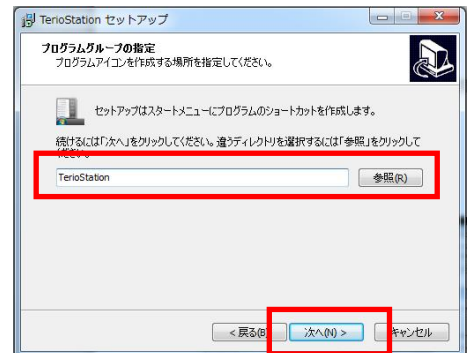 TerioStation セットアップ
プログラムグループの指定
プログラムアイコンを作成する場所を指定してください。
セットアップはスタートメニューにプログラムのショートカットを作成します。
続けるには「次へ」をクリックしてください。違うディレクトリを選択するには「参照」をクリックして
ください。
TerioStation
参照(R)
< 戻る(B)
次へ(N) >
キャンセル